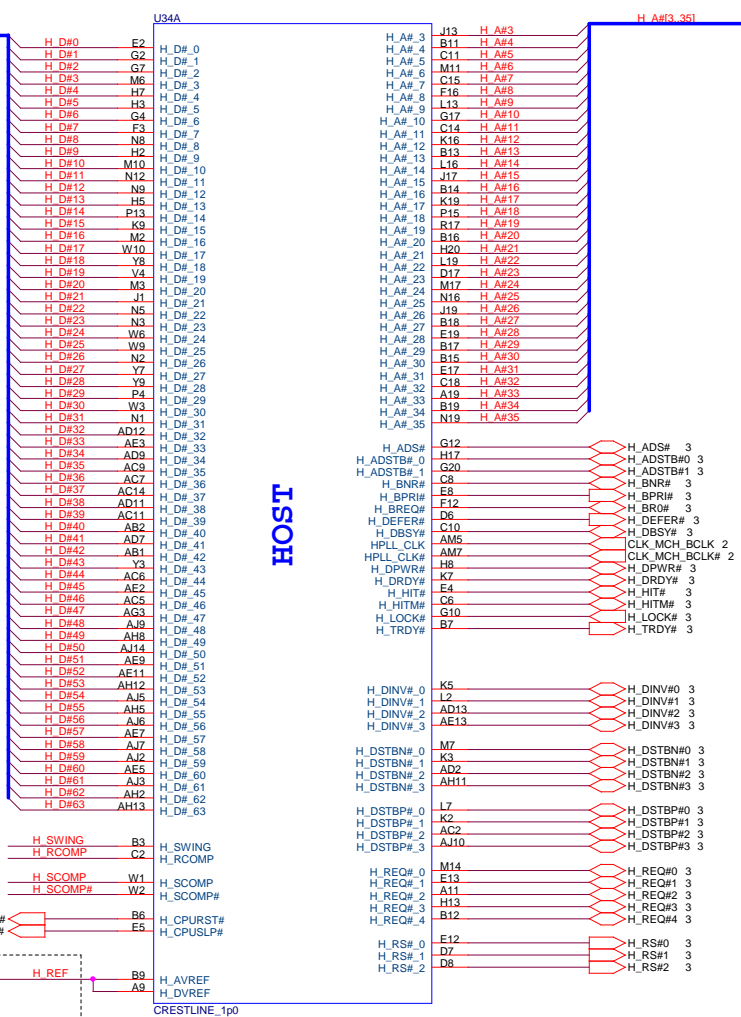 U34A
H_A#[3..35]
H_D#0 E2 H_D#_0
H_D#1 G2 H_D#_1
H_D#2 G7 H_D#_2
H_D#3 M6 H_D#_3
H_D#4 H7 H_D#_4
H_D#5 H3 H_D#_5
H_D#6 G4 H_D#_6
H_D#7 F3 H_D#_7
H_D#8 N8 H_D#_8
H_D#9 H2 H_D#_9
H_D#10 M10 H_D#_10
H_D#11 N12 H_D#_11
H_D#12 N9 H_D#_12
H_D#13 H5 H_D#_13
H_D#14 P13 H_D#_14
H_D#15 K9 H_D#_15
H_D#16 M2 H_D#_16
H_D#17 W10 H_D#_17
H_D#18 Y8 H_D#_18
H_D#19 V4 H_D#_19
H_D#20 M3 H_D#_20
H_D#21 J1 H_D#_21
H_D#22 N5 H_D#_22
H_D#23 N3 H_D#_23
H_D#24 W6 H_D#_24
H_D#25 W9 H_D#_25
H_D#26 N2 H_D#_26
H_D#27 Y7 H_D#_27
H_D#28 Y9 H_D#_28
H_D#29 P4 H_D#_29
H_D#30 W3 H_D#_30
H_D#31 N1 H_D#_31
H_D#32 AD12 H_D#_32
H_D#33 AE3 H_D#_33
H_D#34 AD9 H_D#_34
H_D#35 AC9 H_D#_35
H_D#36 AC7 H_D#_36
H_D#37 AC14 H_D#_37
H_D#38 AD11 H_D#_38
H_D#39 AC11 H_D#_39
H_D#40 AB2 H_D#_40
H_D#41 AD7 H_D#_41
H_D#42 AB1 H_D#_42
H_D#43 Y3 H_D#_43
H_D#44 AC6 H_D#_44
H_D#45 AE2 H_D#_45
H_D#46 AC5 H_D#_46
H_D#47 AG3 H_D#_47
H_D#48 AJ9 H_D#_48
H_D#49 AH8 H_D#_49
H_D#50 AJ14 H_D#_50
H_D#51 AE9 H_D#_51
H_D#52 AE11 H_D#_52
H_D#53 AH12 H_D#_53
H_D#54 AJ5 H_D#_54
H_D#55 AH5 H_D#_55
H_D#56 AJ6 H_D#_56
H_D#57 AE7 H_D#_57
H_D#58 AJ7 H_D#_58
H_D#59 AJ2 H_D#_59
H_D#60 AE5 H_D#_60
H_D#61 AJ3 H_D#_61
H_D#62 AH2 H_D#_62
H_D#63 AH13 H_D#_63
H_SWING B3 H_SWING
H_RCOMP C2 H_RCOMP
H_SCOMP W1 H_SCOMP
H_SCOMP# W2 H_SCOMP#
# B6 H_CPURST#
# E5 H_CPUSLP#
H_REF B9 H_AVREF
A9 H_DVREF
HOST
H_A#_3 J13 H_A#3
H_A#_4 B11 H_A#4
H_A#_5 C11 H_A#5
H_A#_6 M11 H_A#6
H_A#_7 C15 H_A#7
H_A#_8 F16 H_A#8
H_A#_9 L13 H_A#9
H_A#_10 G17 H_A#10
H_A#_11 C14 H_A#11
H_A#_12 K16 H_A#12
H_A#_13 B13 H_A#13
H_A#_14 L16 H_A#14
H_A#_15 J17 H_A#15
H_A#_16 B14 H_A#16
H_A#_17 K19 H_A#17
H_A#_18 P15 H_A#18
H_A#_19 R17 H_A#19
H_A#_20 B16 H_A#20
H_A#_21 H20 H_A#21
H_A#_22 L19 H_A#22
H_A#_23 D17 H_A#23
H_A#_24 M17 H_A#24
H_A#_25 N16 H_A#25
H_A#_26 J19 H_A#26
H_A#_27 B18 H_A#27
H_A#_28 E19 H_A#28
H_A#_29 B17 H_A#29
H_A#_30 B15 H_A#30
H_A#_31 E17 H_A#31
H_A#_32 C18 H_A#32
H_A#_33 A19 H_A#33
H_A#_34 B19 H_A#34
H_A#_35 N19 H_A#35
H_ADS# G12 H_ADS# 3
H_ADSTB#_0 H17 H_ADSTB#0 3
H_ADSTB#_1 G20 H_ADSTB#1 3
H_BNR# C8 H_BNR# 3
H_BPRI# E8 H_BPRI# 3
H_BREQ# F12 H_BR0# 3
H_DEFER# D6 H_DEFER# 3
H_DBSY# C10 H_DBSY# 3
HPLL_CLK AM5 CLK_MCH_BCLK 2
HPLL_CLK# AM7 CLK_MCH_BCLK# 2
H_DPWR# H8 H_DPWR# 3
H_DRDY# K7 H_DRDY# 3
H_HIT# E4 H_HIT# 3
H_HITM# C6 H_HITM# 3
H_LOCK# G10 H_LOCK# 3
H_TRDY# B7 H_TRDY# 3
H_DINV#_0 K5 H_DINV#0 3
H_DINV#_1 L2 H_DINV#1 3
H_DINV#_2 AD13 H_DINV#2 3
H_DINV#_3 AE13 H_DINV#3 3
H_DSTBN#_0 M7 H_DSTBN#0 3
H_DSTBN#_1 K3 H_DSTBN#1 3
H_DSTBN#_2 AD2 H_DSTBN#2 3
H_DSTBN#_3 AH11 H_DSTBN#3 3
H_DSTBP#_0 L7 H_DSTBP#0 3
H_DSTBP#_1 K2 H_DSTBP#1 3
H_DSTBP#_2 AC2 H_DSTBP#2 3
H_DSTBP#_3 AJ10 H_DSTBP#3 3
H_REQ#_0 M14 H_REQ#0 3
H_REQ#_1 E13 H_REQ#1 3
H_REQ#_2 A11 H_REQ#2 3
H_REQ#_3 H13 H_REQ#3 3
H_REQ#_4 B12 H_REQ#4 3
H_RS#_0 E12 H_RS#0 3
H_RS#_1 D7 H_RS#1 3
H_RS#_2 D8 H_RS#2 3
CRESTLINE_1p0